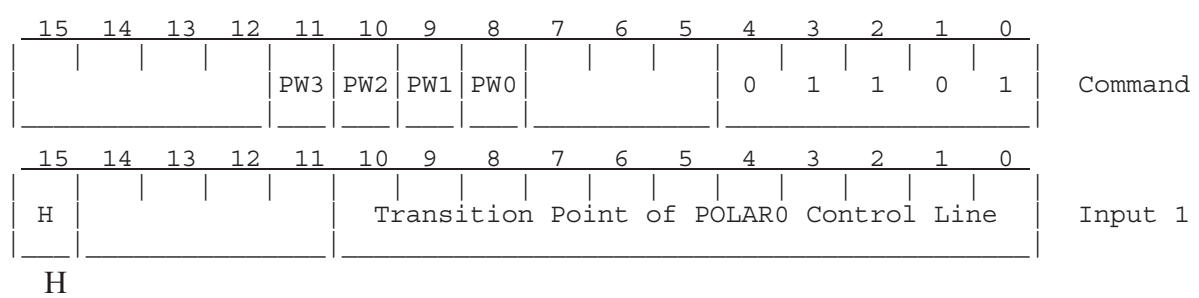 15 14 13 12 11 10 9 8 7 6 5 4 3 2 1 0
PW3 PW2 PW1 PW0 0 1 1 0 1 Command
15 14 13 12 11 10 9 8 7 6 5 4 3 2 1 0
H Transition Point of POLAR0 Control Line Input 1
H